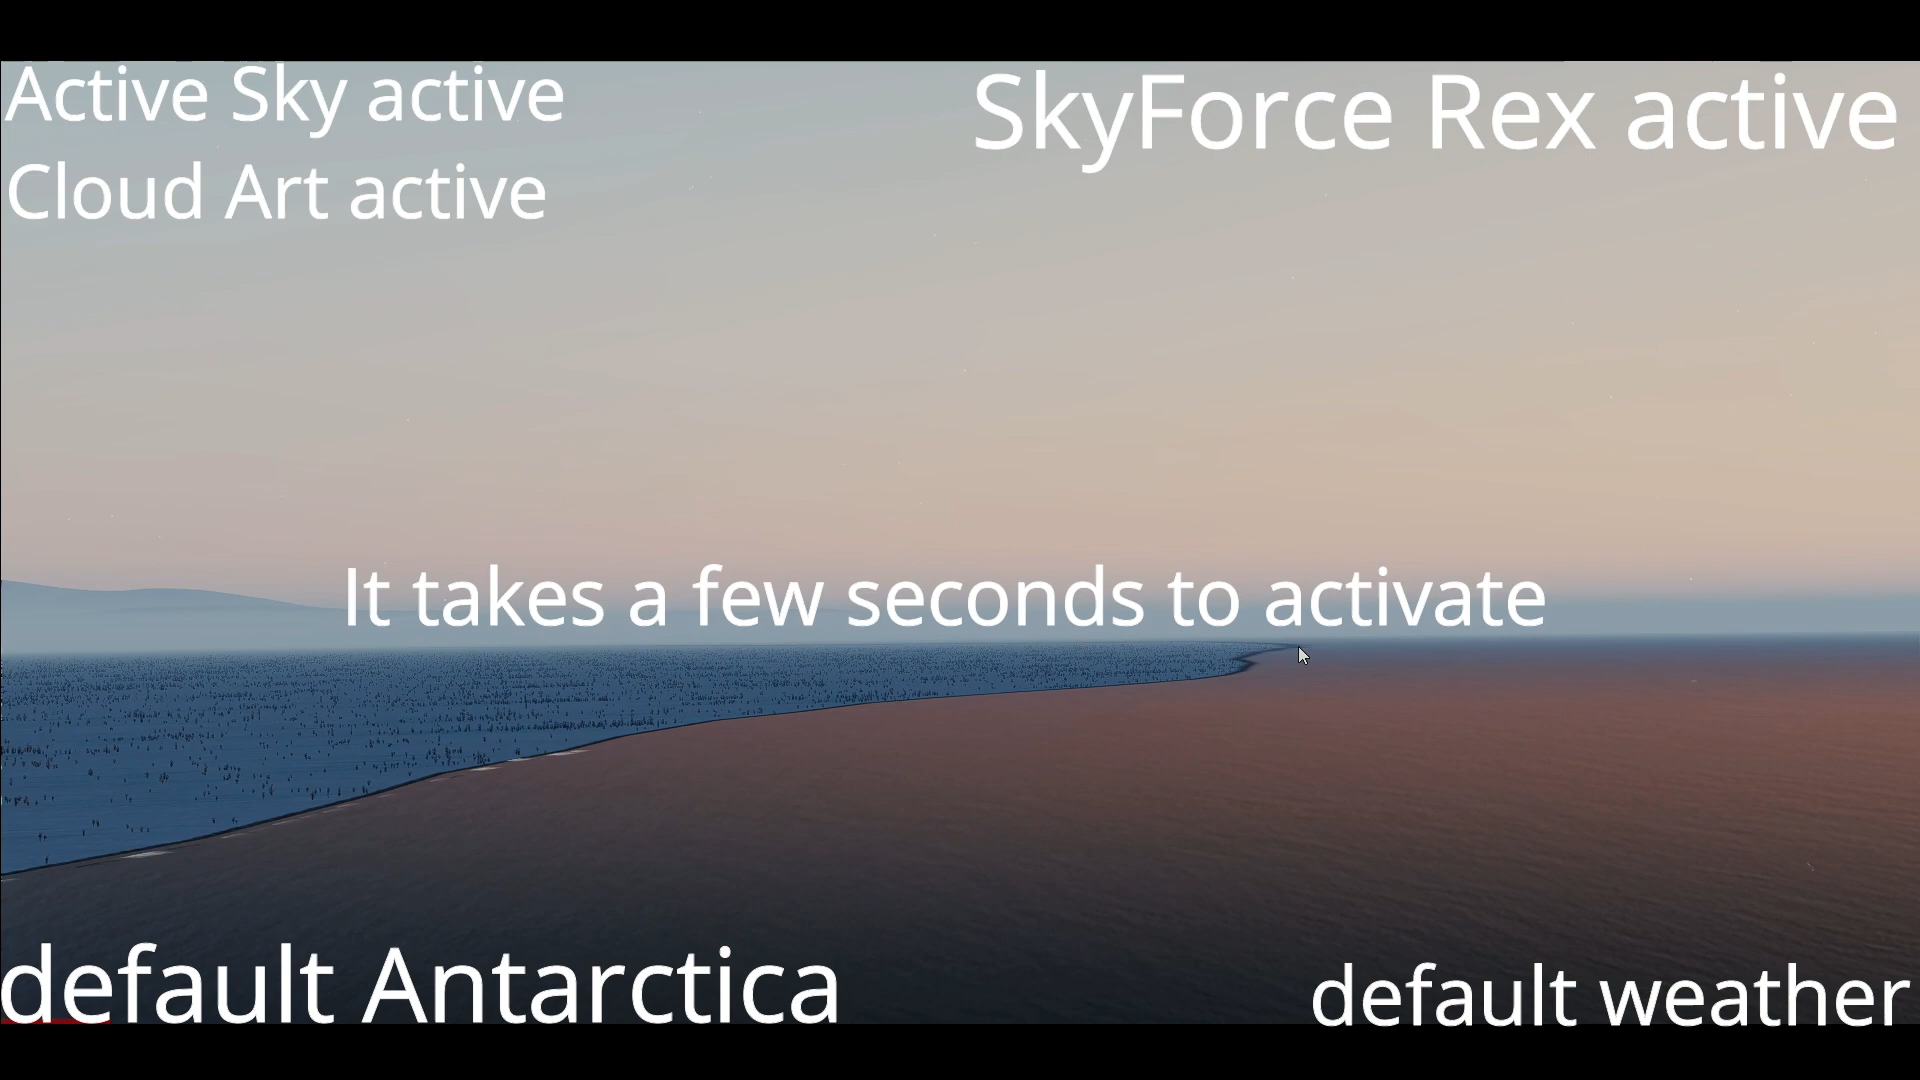 Active Sky active
SkyForce Rex active
Cloud Art active
It takes a few seconds to activate
default Antarctica
default weather